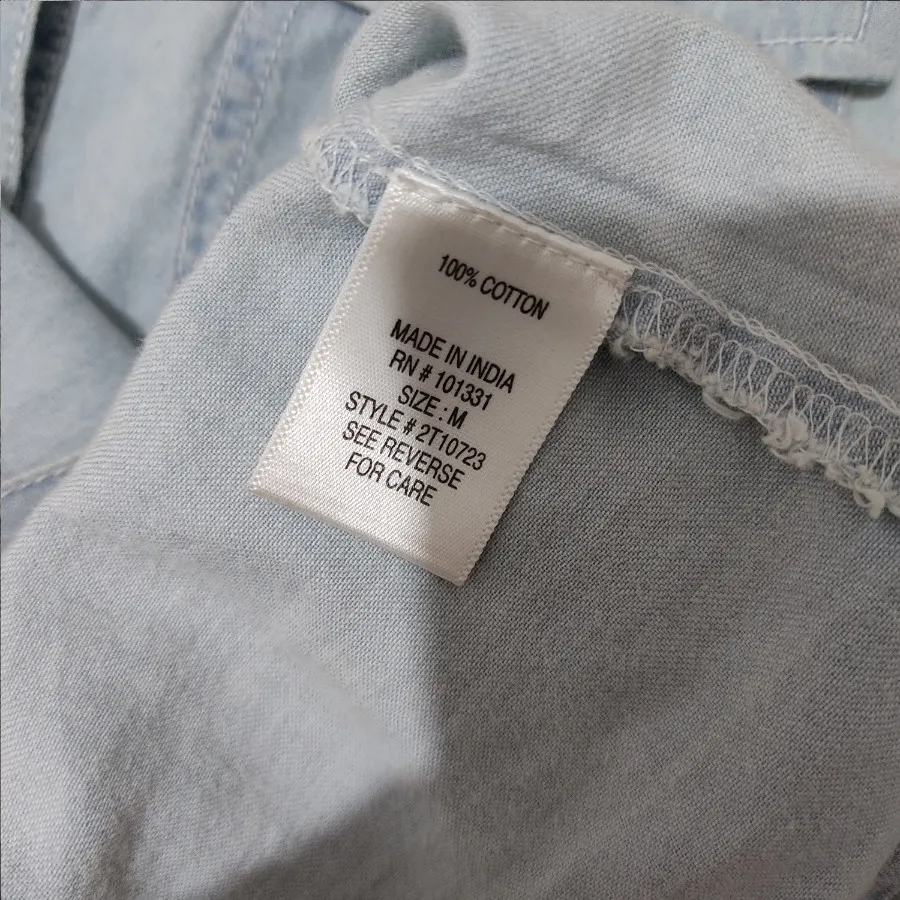 100% COTTON
MADE IN INDIA
RN # 101331
SIZE : M
STYLE # 2T10723
SEE REVERSE
FOR CARE